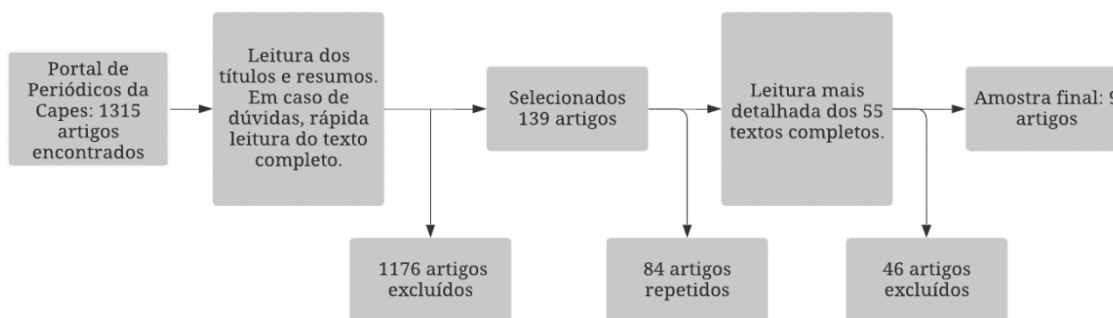 Portal de
Periódicos da
Capes: 1315
artigos
encontrados
Leitura dos
títulos e resumos.
Em caso de
dúvidas, rápida
leitura do texto
completo.
Selecionados
139 artigos
Leitura mais
detalhada dos 55
textos completos.
Amostra final: 9
artigos
1176 artigos
excluídos
84 artigos
repetidos
46 artigos
excluídos